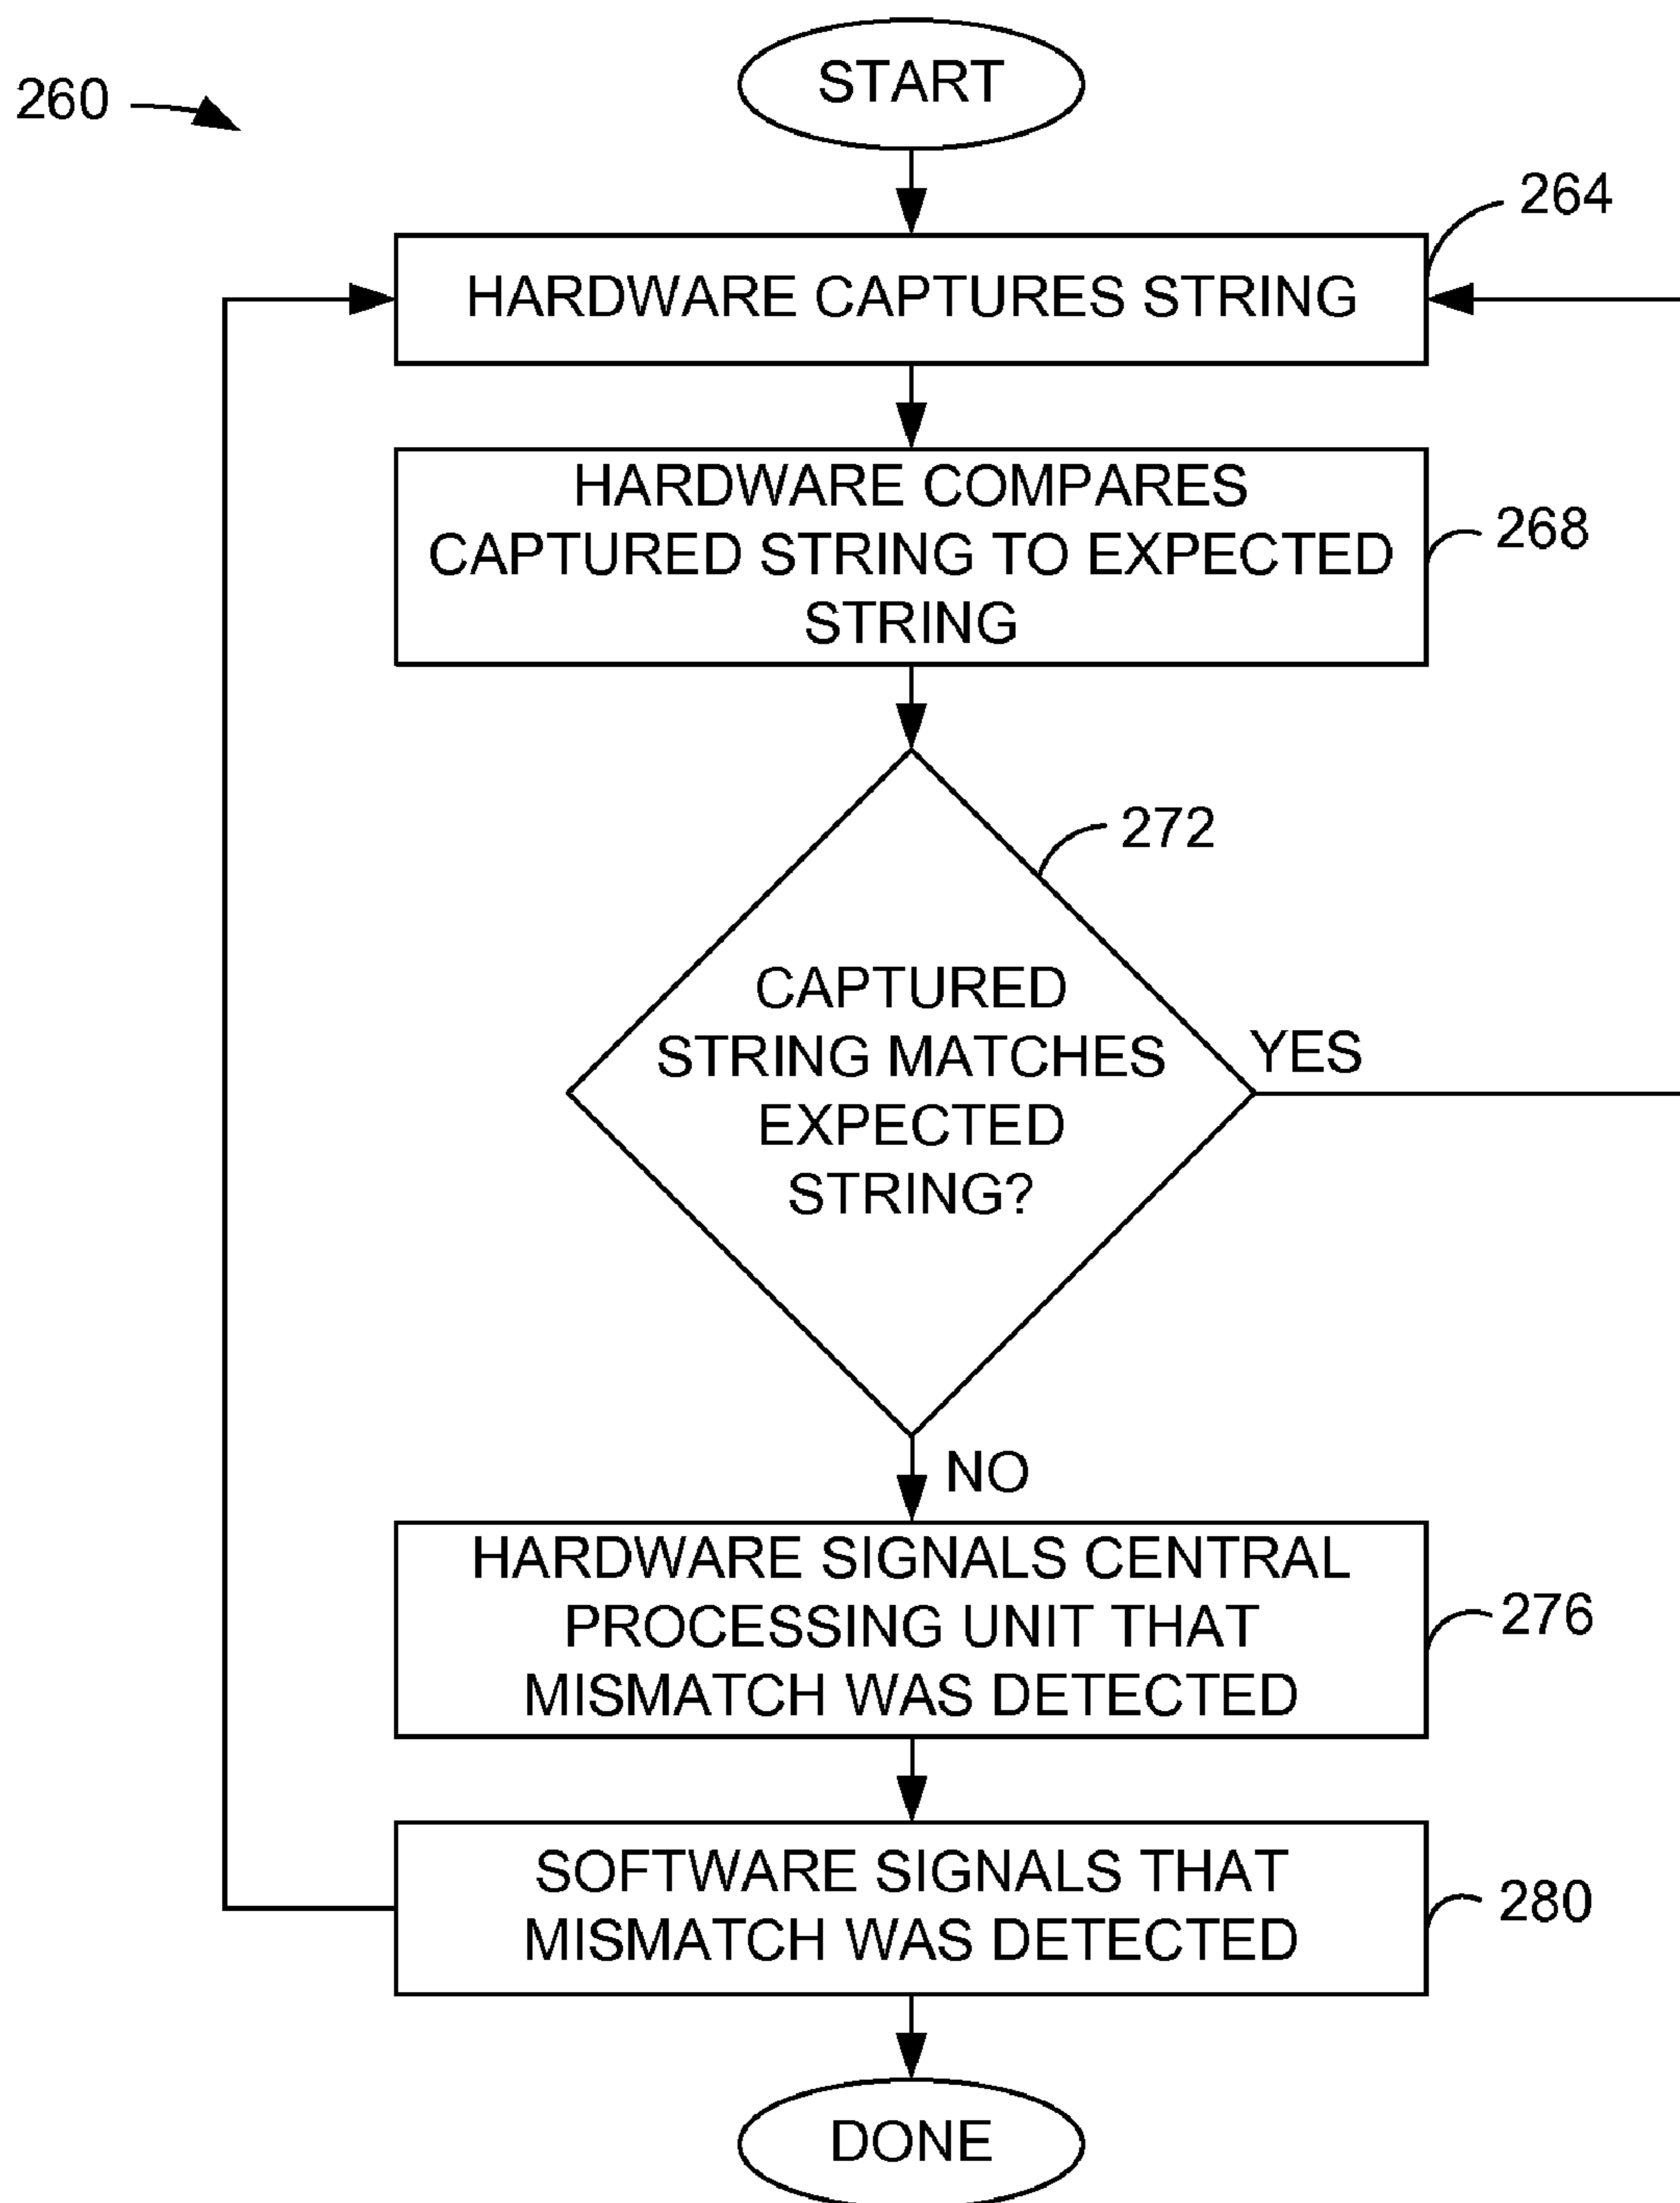 260
START
264
HARDWARE CAPTURES STRING
HARDWARE COMPARES
CAPTURED STRING TO EXPECTED
STRING
268
272
CAPTURED
STRING MATCHES
EXPECTED
STRING?
YES
NO
HARDWARE SIGNALS CENTRAL
PROCESSING UNIT THAT
MISMATCH WAS DETECTED
276
SOFTWARE SIGNALS THAT
MISMATCH WAS DETECTED
280
DONE